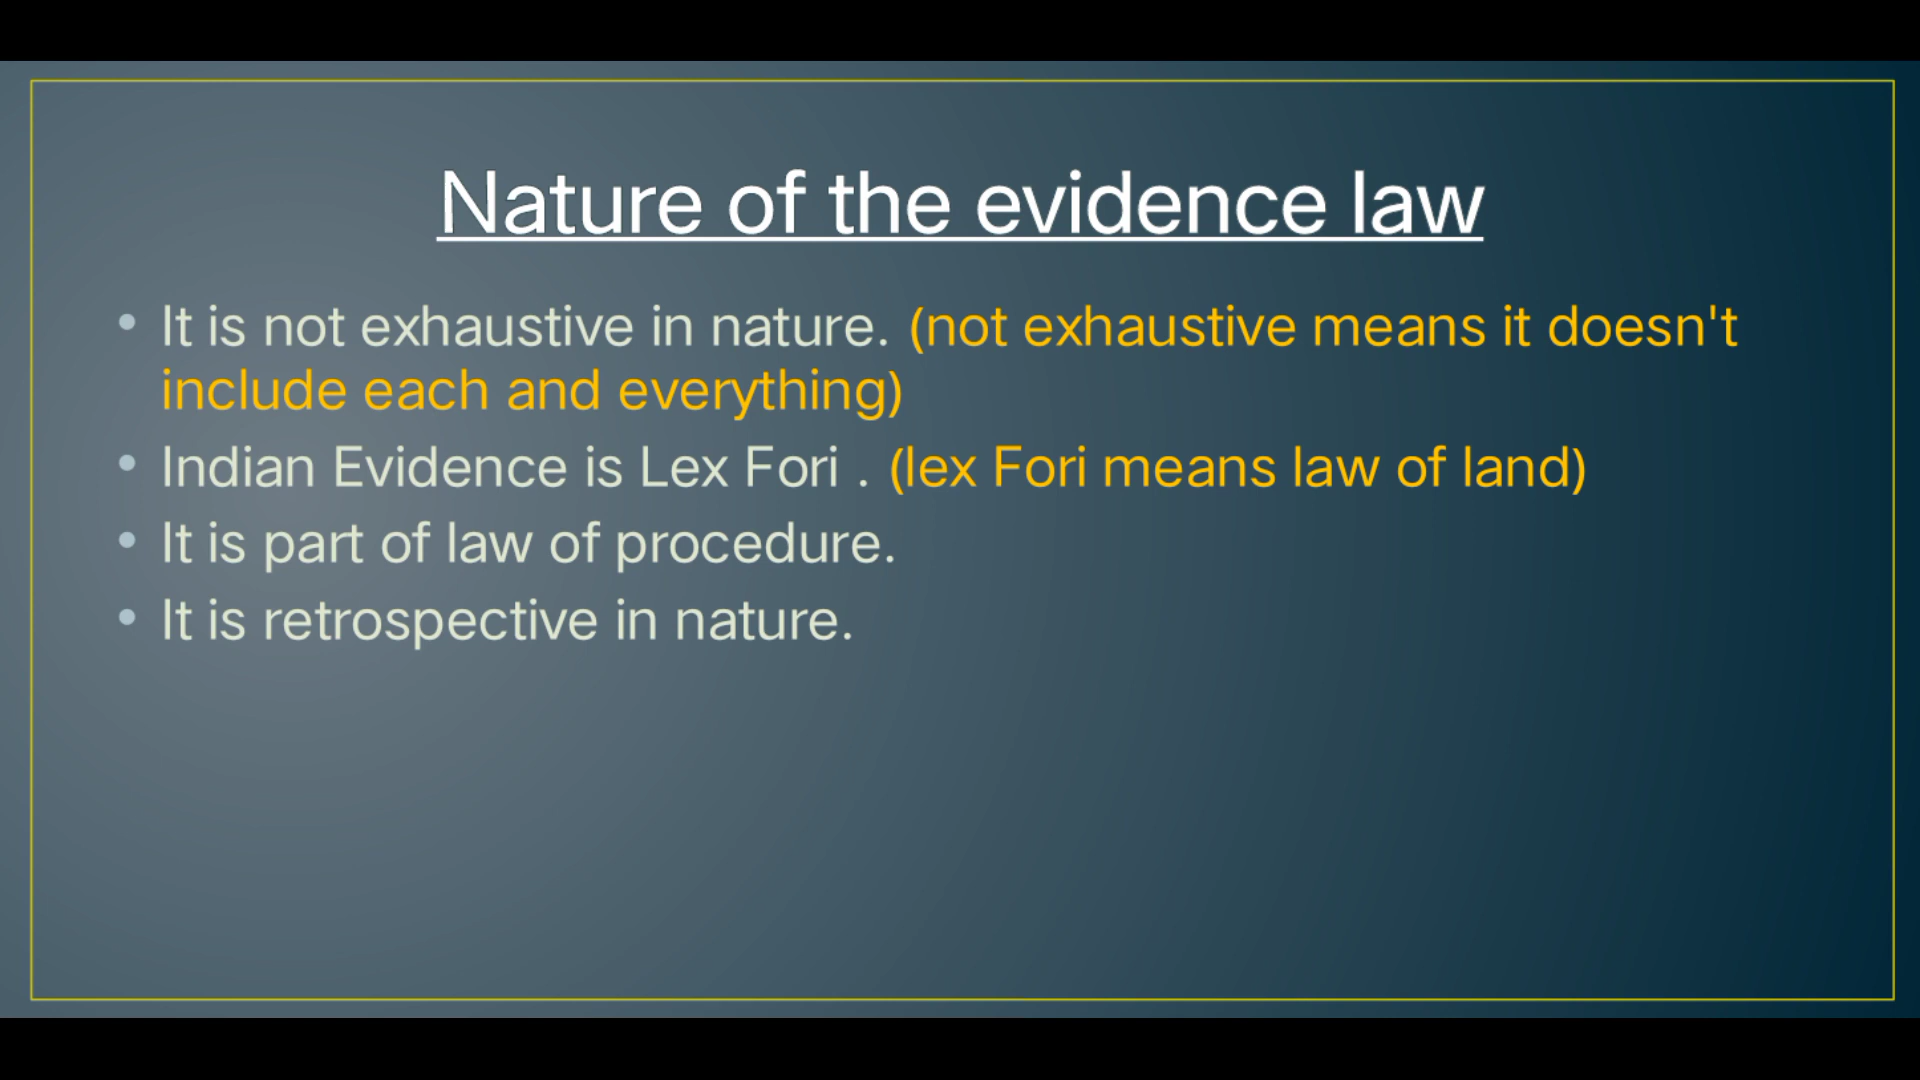 Nature of the evidence law
• It is not exhaustive in nature. (not exhaustive means it doesn't
include each and everything)
• Indian Evidence is Lex Fori . (lex Fori means law of land)
• It is part of law of procedure.
• It is retrospective in nature.